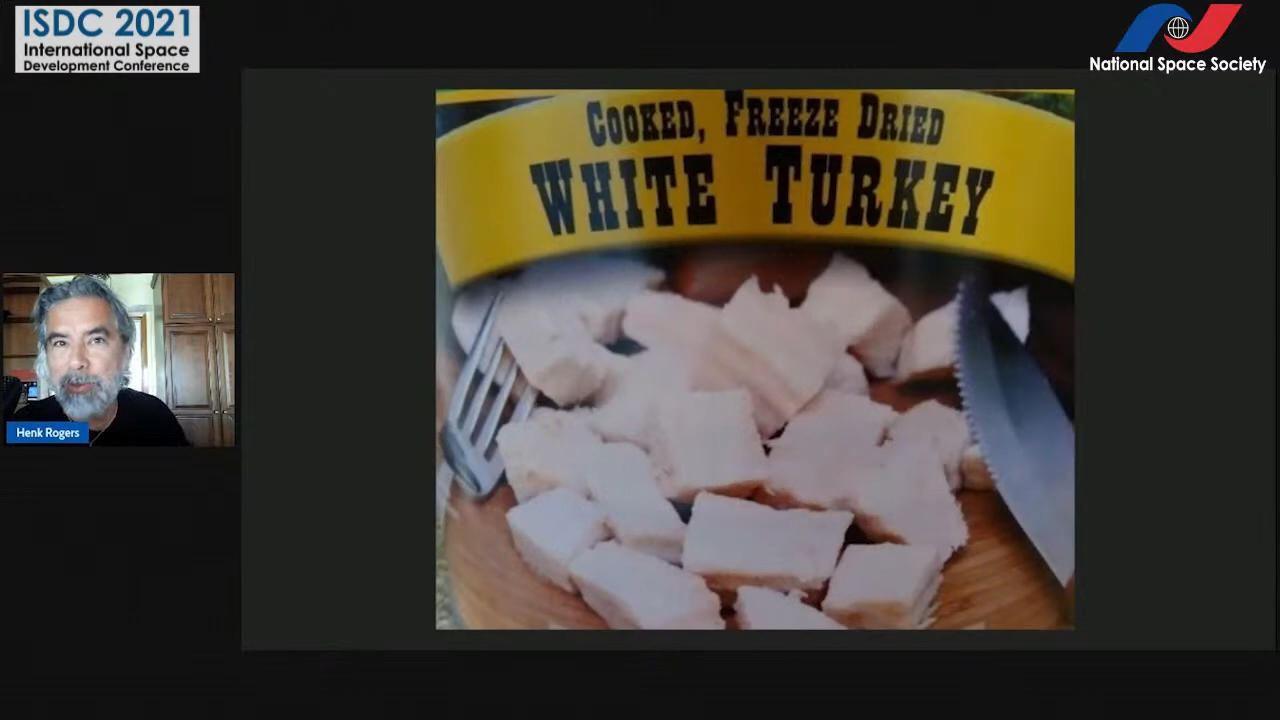 ISDC 2021
International Space
Development Conference
National Space Society
COOKED, FREEZE DRIED
WHITE TURKEY
Henk Rogers